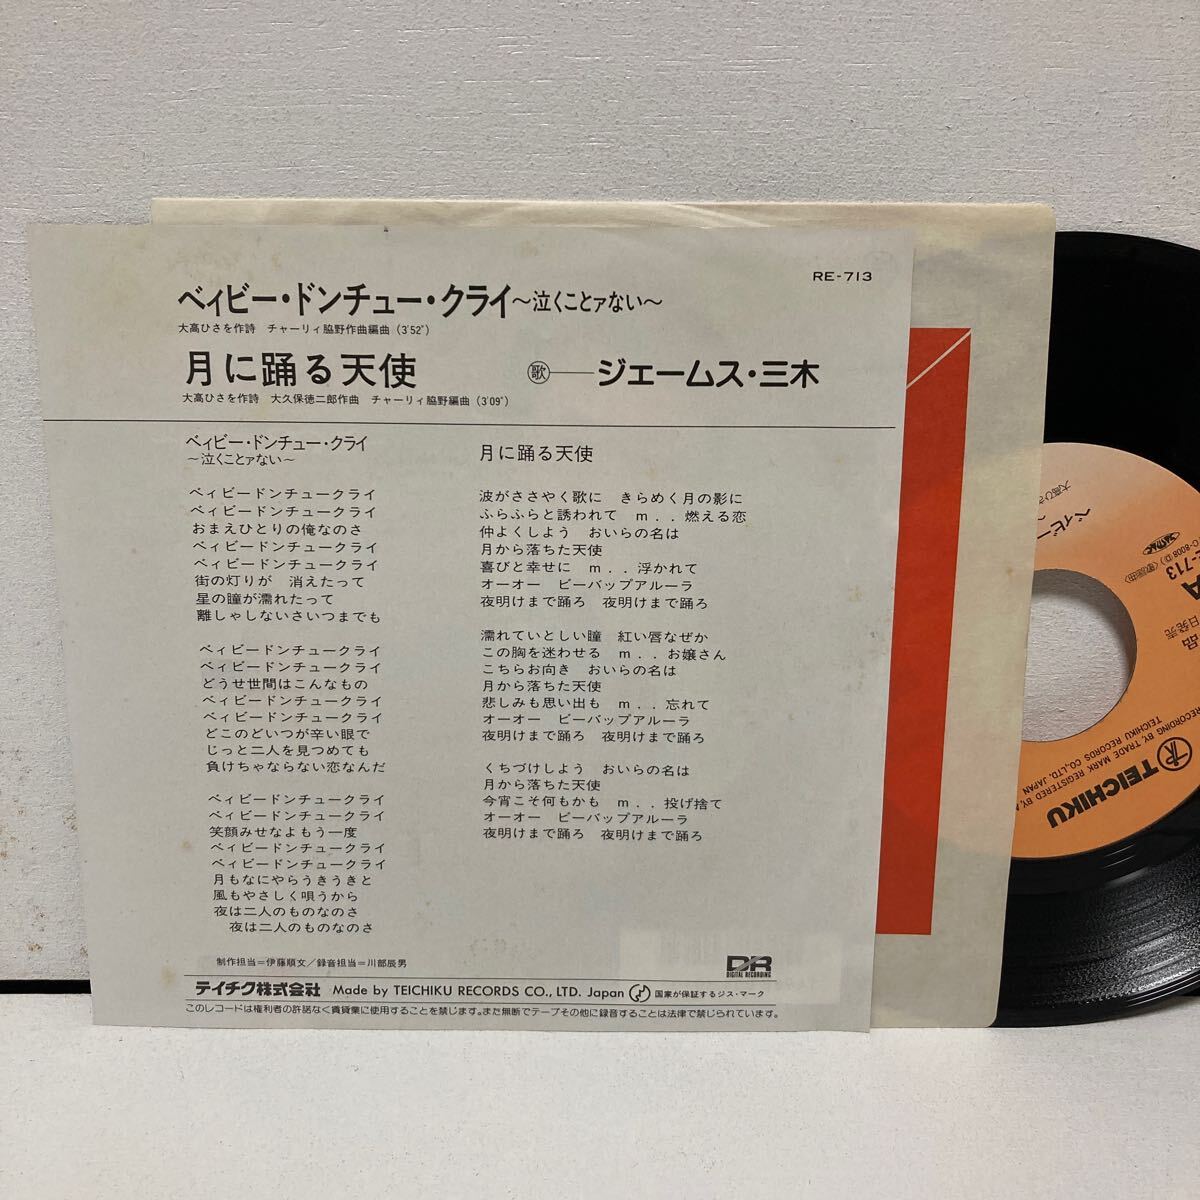 RE-713
ベィビー・ドンチュー・クライ～泣くことァない～
大高ひさを作詩　チャーリィ脇野作曲編曲（3′52″）
月に踊る天使　歌――ジェームス・三木
大高ひさを作詩　大久保徳二郎作曲　チャーリィ脇野編曲（3′09″）
ベィビー・ドンチュー・クライ
～泣くことァない～
ベィビードンチュークライ
ベィビードンチュークライ
おまえひとりの俺なのさ
ベィビードンチュークライ
ベィビードンチュークライ
街の灯りが　消えたって
星の瞳が濡れたって
離しゃしないさいつまでも
ベィビードンチュークライ
ベィビードンチュークライ
どうせ世間はこんなもの
ベィビードンチュークライ
ベィビードンチュークライ
どこのどいつが辛い眼で
じっと二人を見つめても
負けちゃならない恋なんだ
ベィビードンチュークライ
ベィビードンチュークライ
笑顔みせなよもう一度
ベィビードンチュークライ
ベィビードンチュークライ
月もなにやらうきうきと
風もやさしく唄うから
夜は二人のものなのさ
夜は二人のものなのさ
月に踊る天使
波がささやく歌に　きらめく月の影に
ふらふらと誘われて　m．．燃える恋
仲よくしよう　おいらの名は
月から落ちた天使
喜びと幸せに　m．．浮かれて
オーオー　ビーバップアルーラ
夜明けまで踊ろ　夜明けまで踊ろ
濡れていとしい瞳　紅い唇なぜか
この胸を迷わせる　m．．お嬢さん
こちらお向き　おいらの名は
月から落ちた天使
悲しみも思い出も　m．．忘れて
オーオー　ビーバップアルーラ
夜明けまで踊ろ　夜明けまで踊ろ
くちづけしよう　おいらの名は
月から落ちた天使
今宵こそ何もかも　m．．投げ捨て
オーオー　ビーバップアルーラ
夜明けまで踊ろ　夜明けまで踊ろ
制作担当＝伊藤順文／録音担当＝川部辰男
DR
DIGITAL RECORDING
テイチク株式会社　Made by TEICHIKU RECORDS CO., LTD. Japan　国家が保証するジス・マーク
このレコードは権利者の許諾なく賃貸業に使用することを禁じます。また無断でテープその他に録音することは法律で禁じられています。
ベィビー
大高ひさ
JASRAC
-713
〈歌謡曲〉
A
品
日発売
TEICHIKU
RECORDING BY, TRADE MARK REGISTERED BY,
TEICHIKU RECORDS CO.,LTD. JAPAN